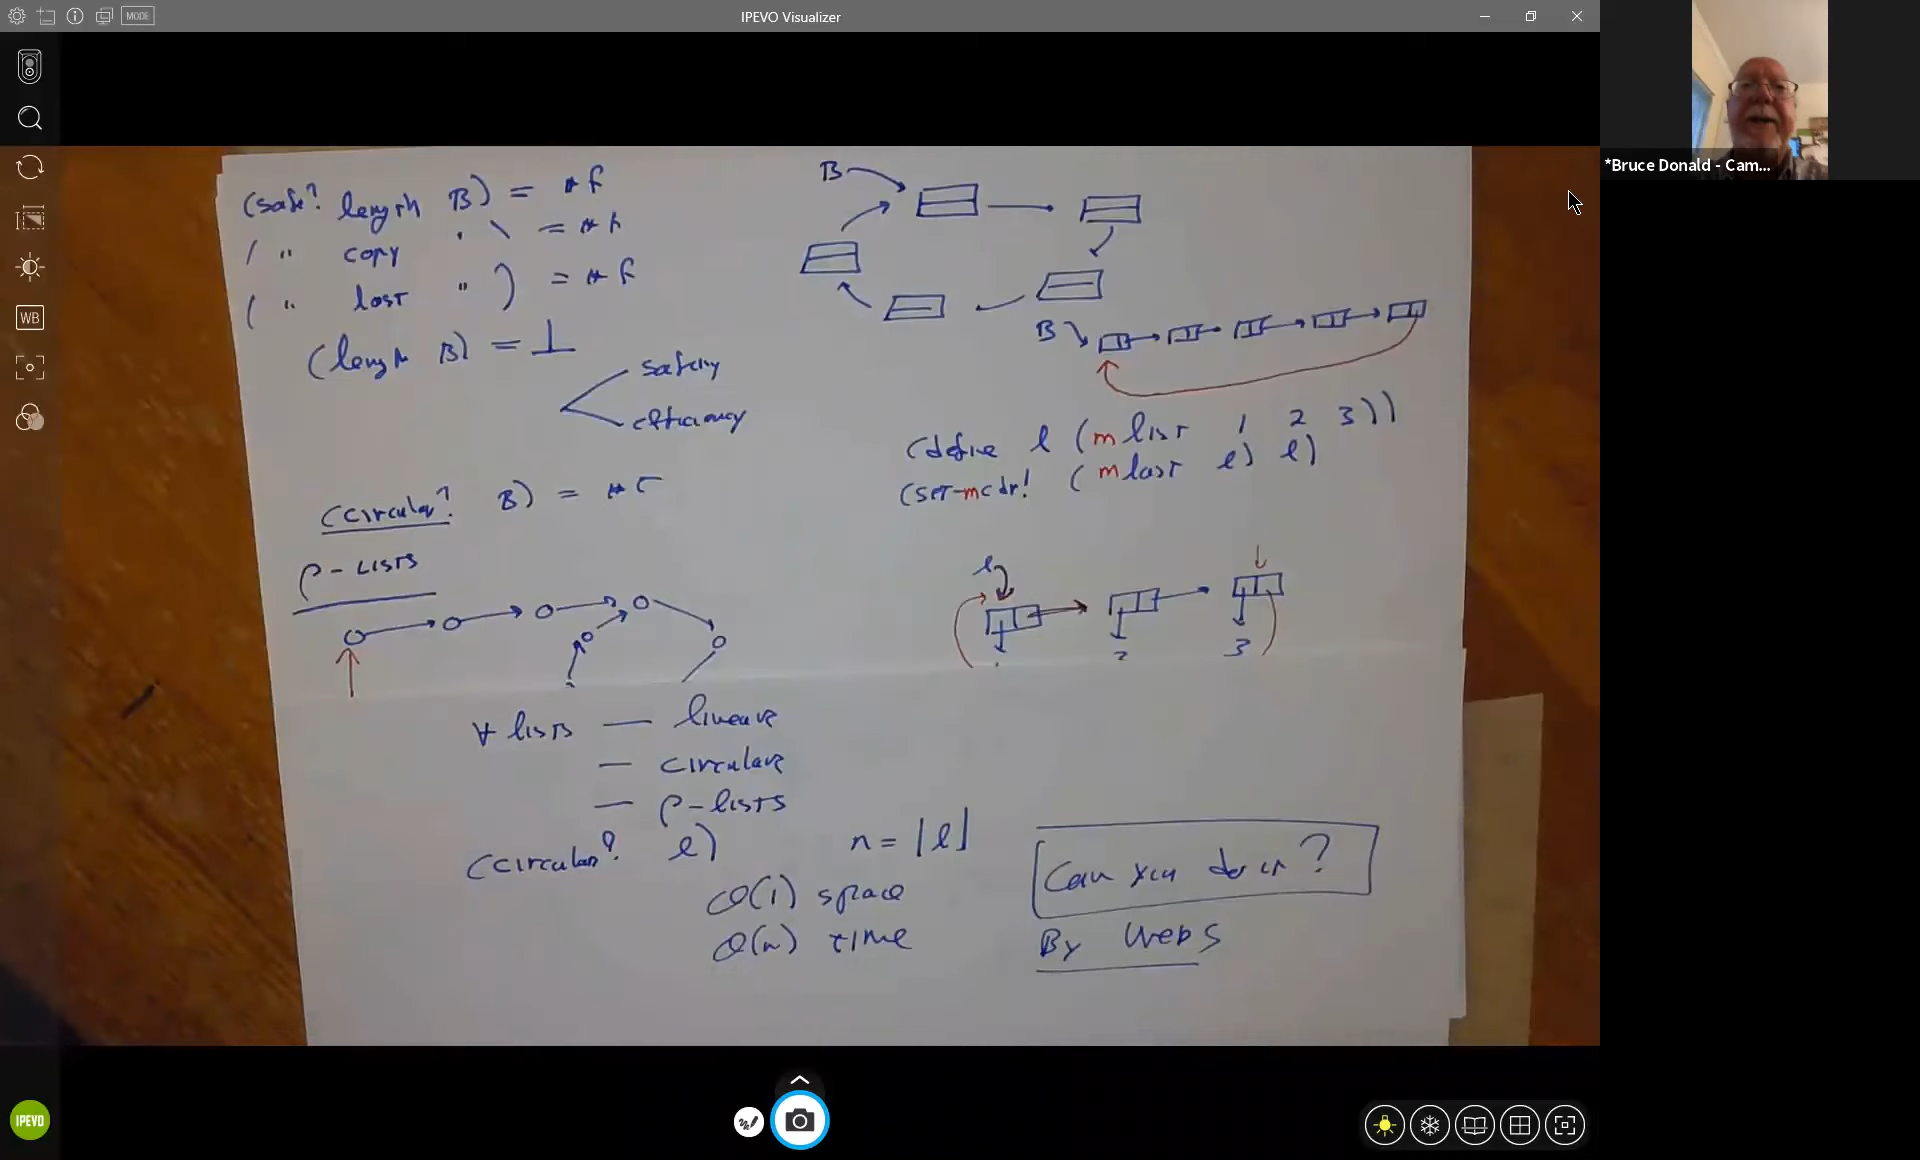 IPEVO Visualizer
MODE
*Bruce Donald - Cam...
WB
(safe? length B) = #f
( " copy " ) = #f
( " last " ) = #f
(length B) = ⊥
safety
efficiency
B
B
(define l (mlist 1 2 3))
(set-mcdr! (mlast l) l)
(circular? B) = #t
ρ-lists
l
2
3
∀ lists — linear
— circular
— ρ-lists
(circular? l)
n = |l|
O(1) space
O(n) time
Can you do it?
By Weds
IPEVO